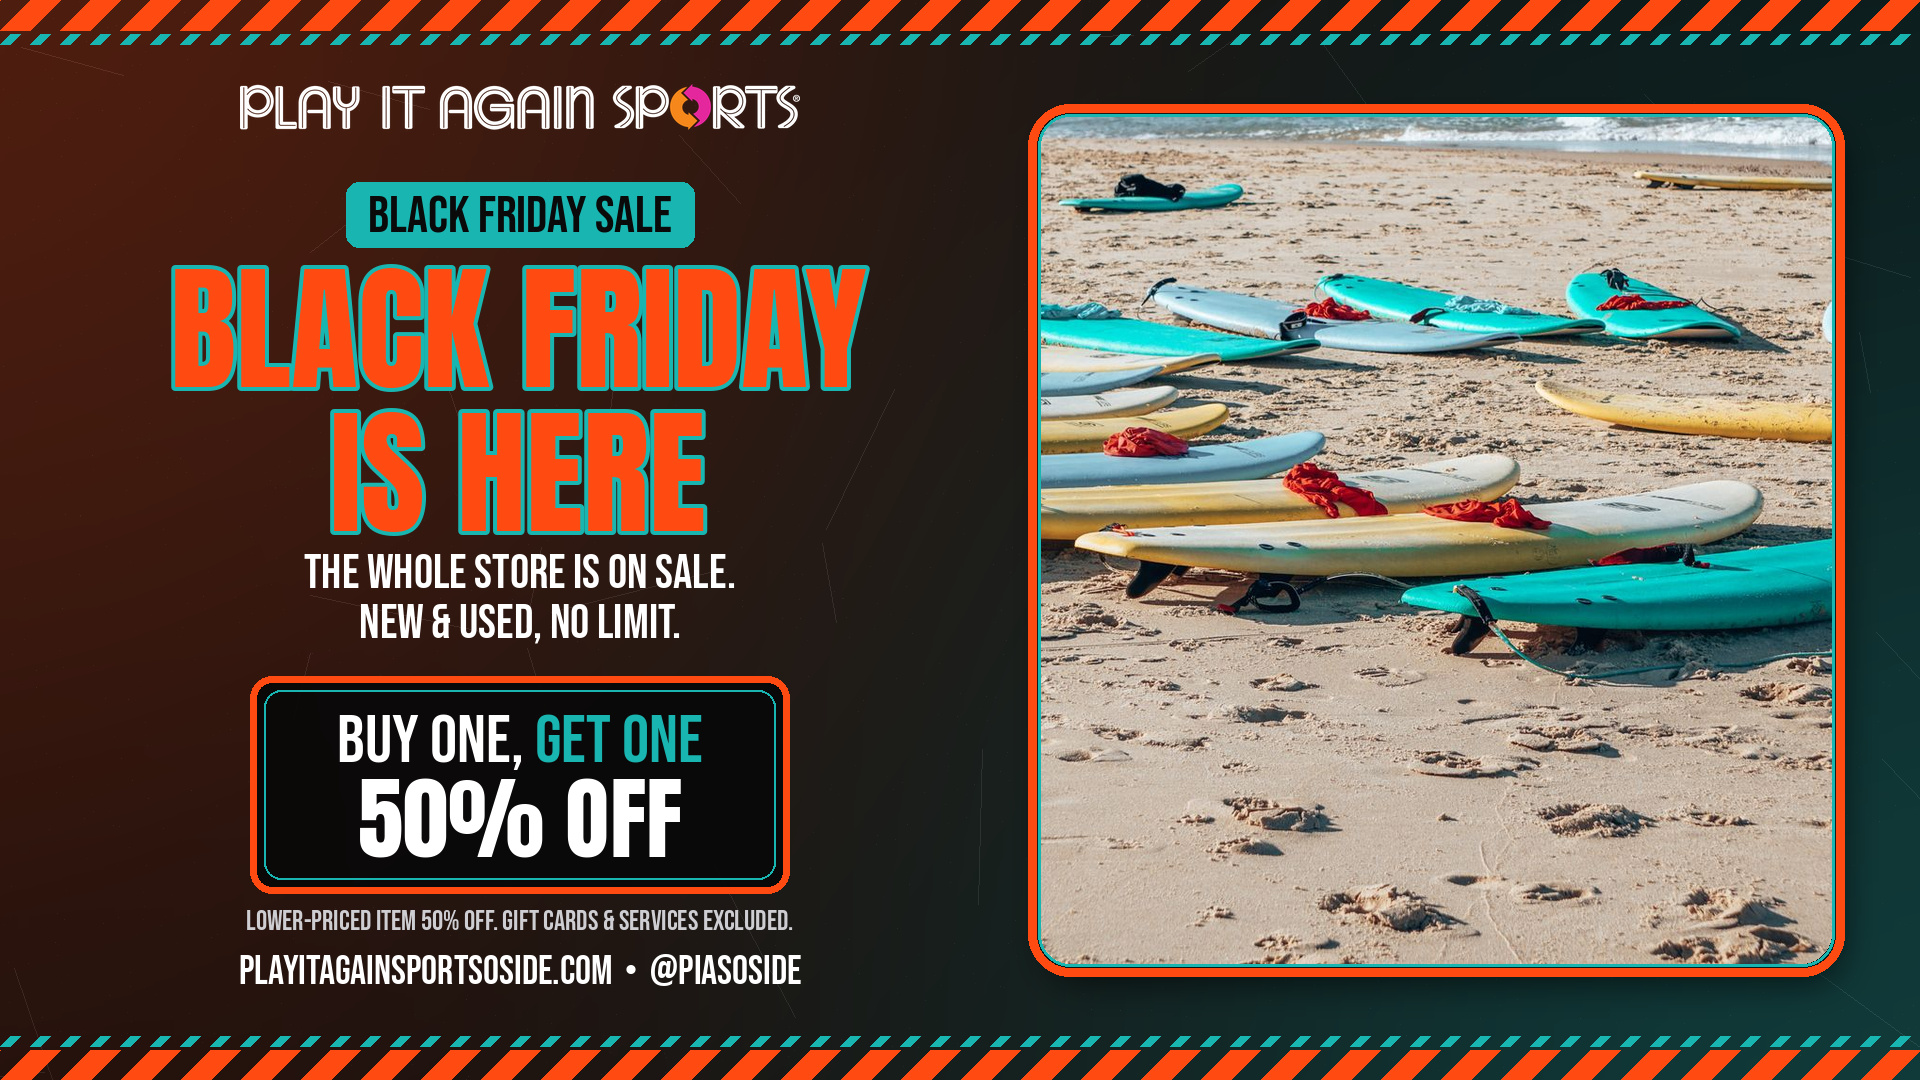 PLAY IT AGAIN SPORTS®
BLACK FRIDAY SALE
BLACK FRIDAY
IS HERE
THE WHOLE STORE IS ON SALE.
NEW & USED, NO LIMIT.
BUY ONE, GET ONE
50% OFF
LOWER-PRICED ITEM 50% OFF. GIFT CARDS & SERVICES EXCLUDED.
PLAYITAGAINSPORTSOSIDE.COM • @PIASOSIDE